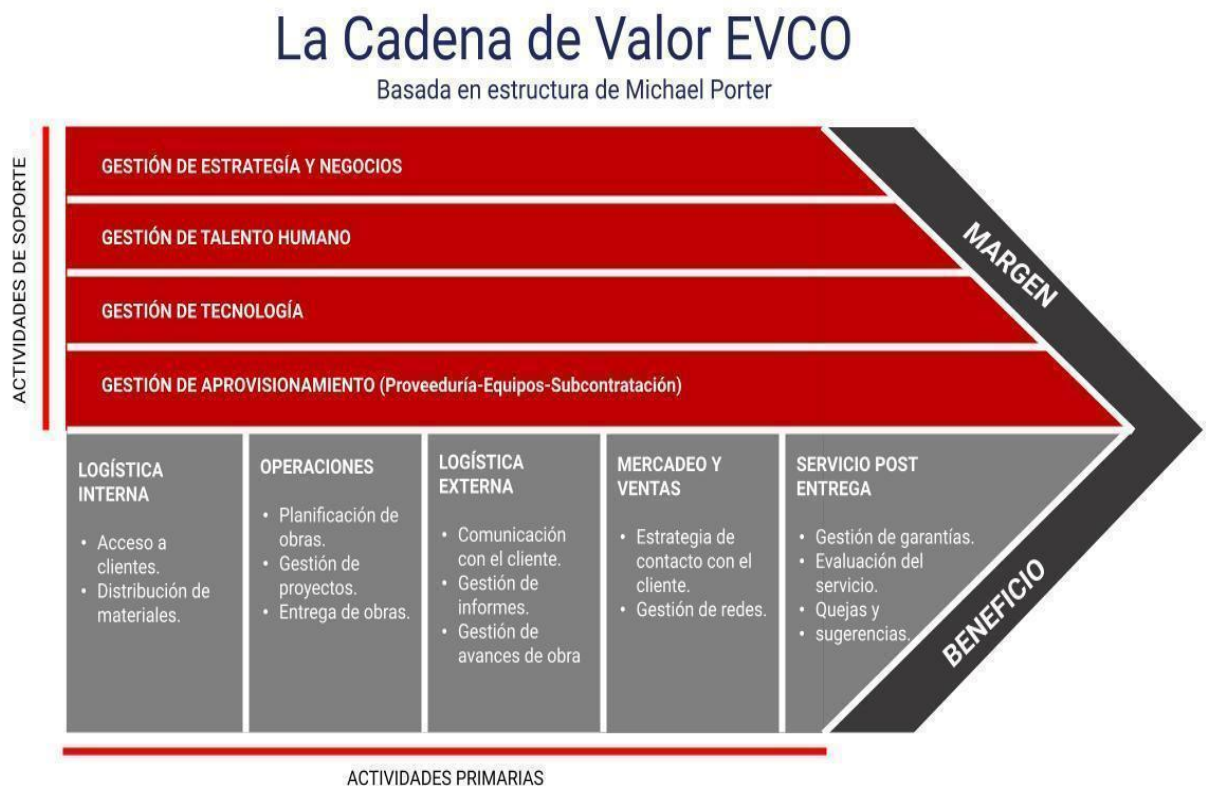 La Cadena de Valor EVCO
Basada en estructura de Michael Porter
ACTIVIDADES DE SOPORTE
GESTIÓN DE ESTRATEGÍA Y NEGOCIOS
GESTIÓN DE TALENTO HUMANO
GESTIÓN DE TECNOLOGÍA
GESTIÓN DE APROVISIONAMIENTO (Proveeduría-Equipos-Subcontratación)
MARGEN
BENEFICIO
LOGÍSTICA
INTERNA
• Acceso a
clientes.
• Distribución de
materiales.
OPERACIONES
• Planificación de
obras.
• Gestión de
proyectos.
• Entrega de obras.
LOGÍSTICA
EXTERNA
• Comunicación
con el cliente.
• Gestión de
informes.
• Gestión de
avances de obra
MERCADEO Y
VENTAS
• Estrategia de
contacto con el
cliente.
• Gestión de redes.
SERVICIO POST
ENTREGA
• Gestión de garantías.
• Evaluación del
servicio.
• Quejas y
• sugerencias.
ACTIVIDADES PRIMARIAS